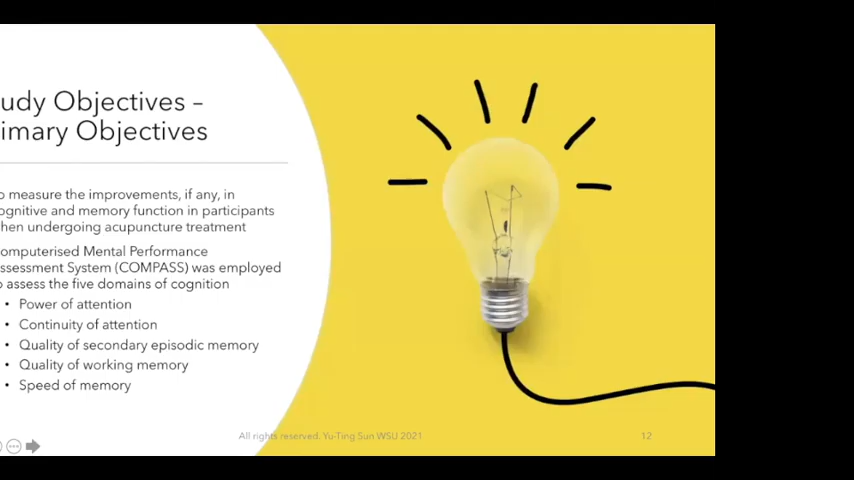 udy Objectives –
imary Objectives
o measure the improvements, if any, in
ognitive and memory function in participants
hen undergoing acupuncture treatment
omputerised Mental Performance
ssessment System (COMPASS) was employed
o assess the five domains of cognition
• Power of attention
• Continuity of attention
• Quality of secondary episodic memory
• Quality of working memory
• Speed of memory
All rights reserved. Yu-Ting Sun WSU 2021
12